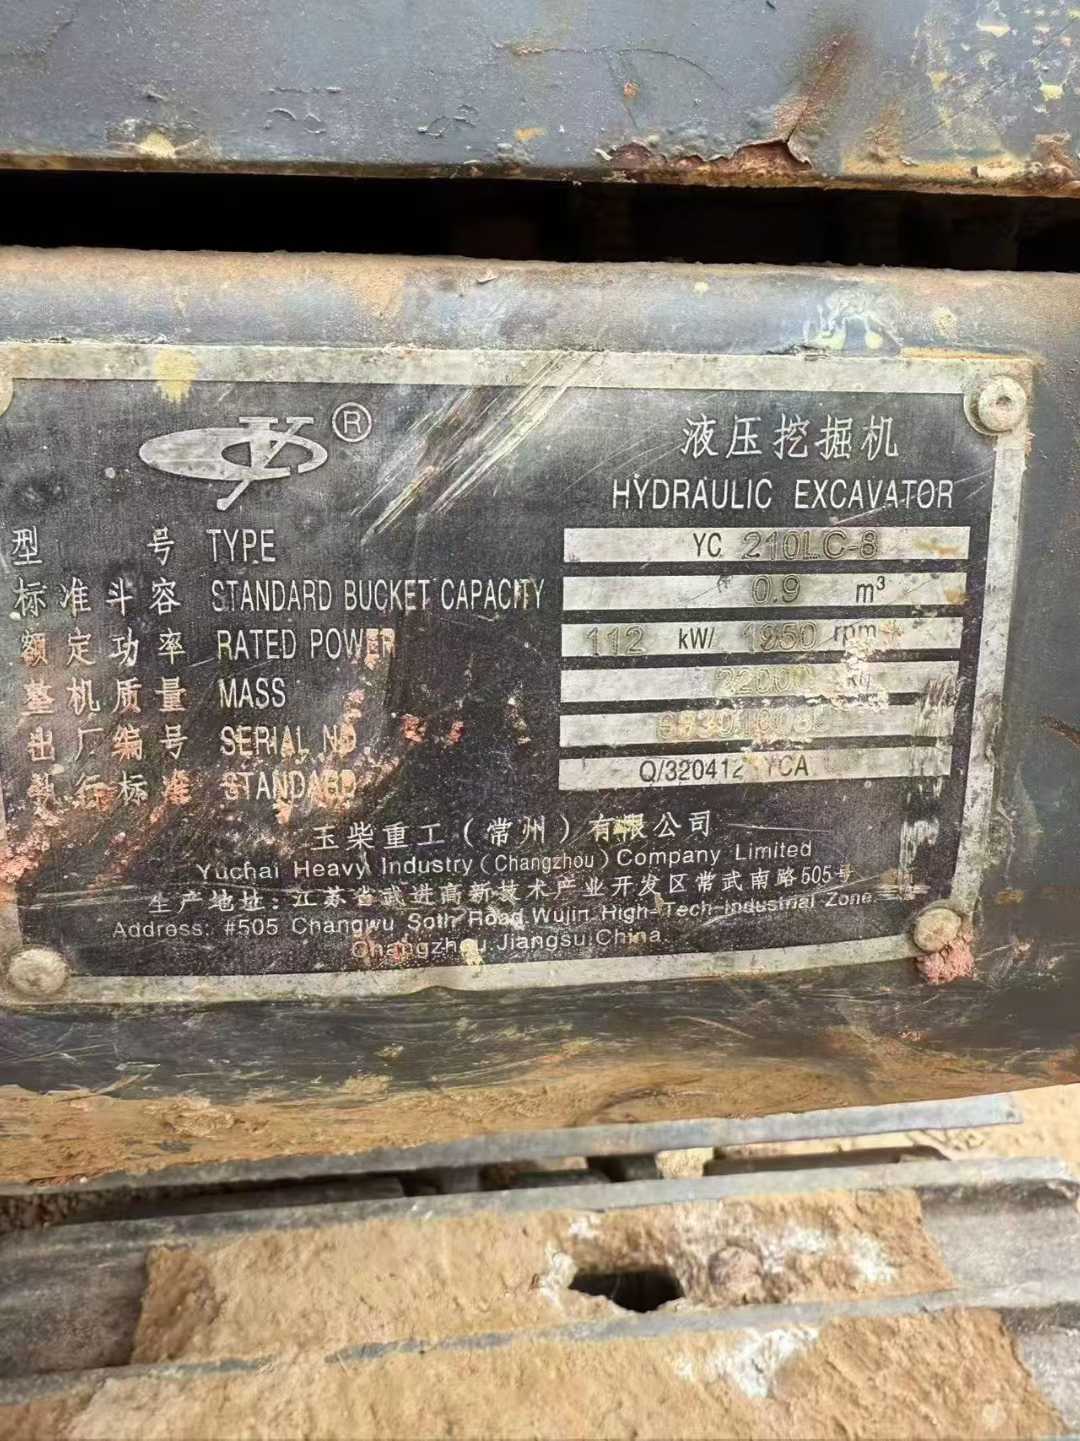 ®
液压挖掘机
HYDRAULIC EXCAVATOR
型号 TYPE YC 210LC-8
标准斗容 STANDARD BUCKET CAPACITY 0.9 m³
额定功率 RATED POWER 112 kW/ 1950 rpm
整机质量 MASS kg
出厂编号 SERIAL NO
执行标准 STANDARD Q/320412 YCA
玉柴重工(常州)有限公司
Yuchai Heavy Industry (Changzhou) Company Limited
生产地址:江苏省武进高新技术产业开发区常武南路505号
Address: #505 Changwu Soth Road,Wujin High-Tech-Industrial Zone
Changzhou,Jiangsu,China